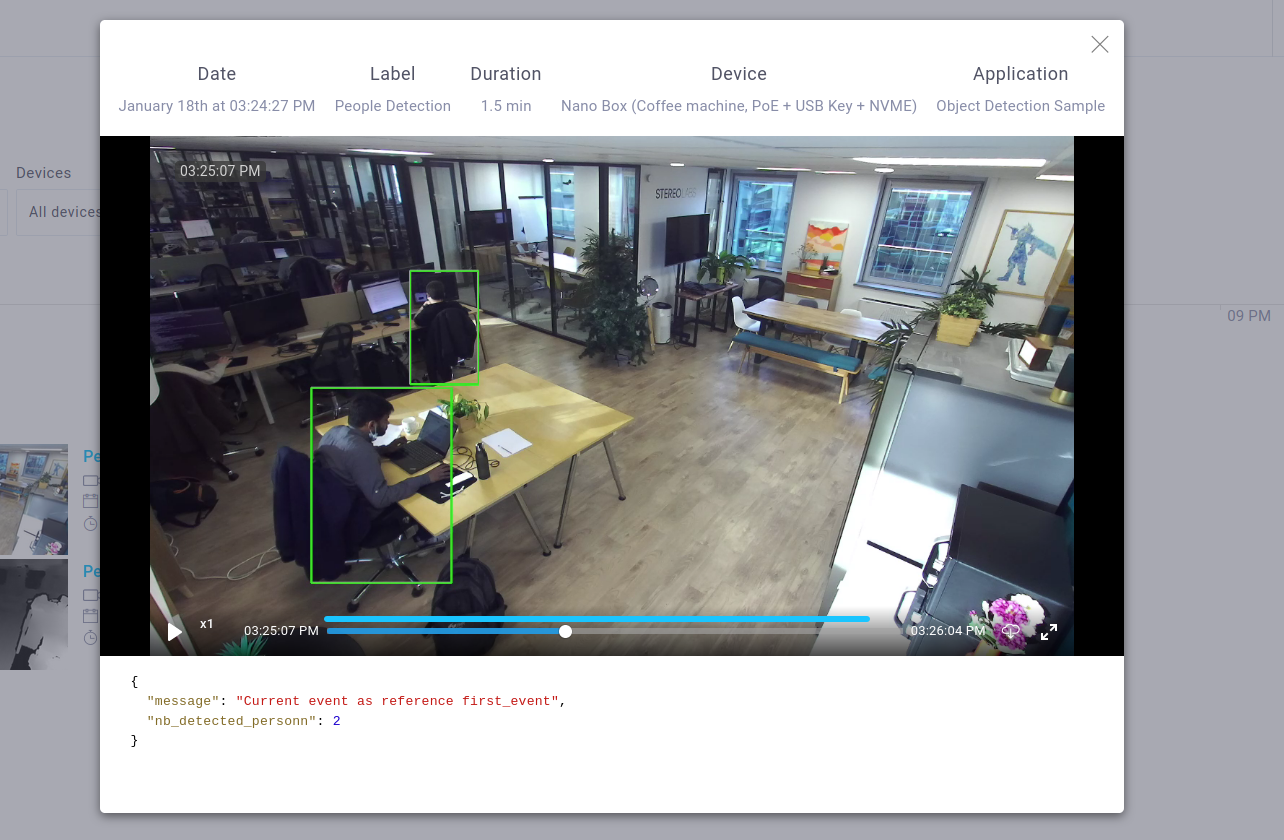 Date
Label
Duration
Device
Application
January 18th at 03:24:27 PM
People Detection
1.5 min
Nano Box (Coffee machine, PoE + USB Key + NVME)
Object Detection Sample
Devices
All devices
03:25:07 PM
STEREOLABS
09 PM
Pe
Pe
x1
03:25:07 PM
03:26:04 PM
{
"message": "Current event as reference first_event",
"nb_detected_personn": 2
}